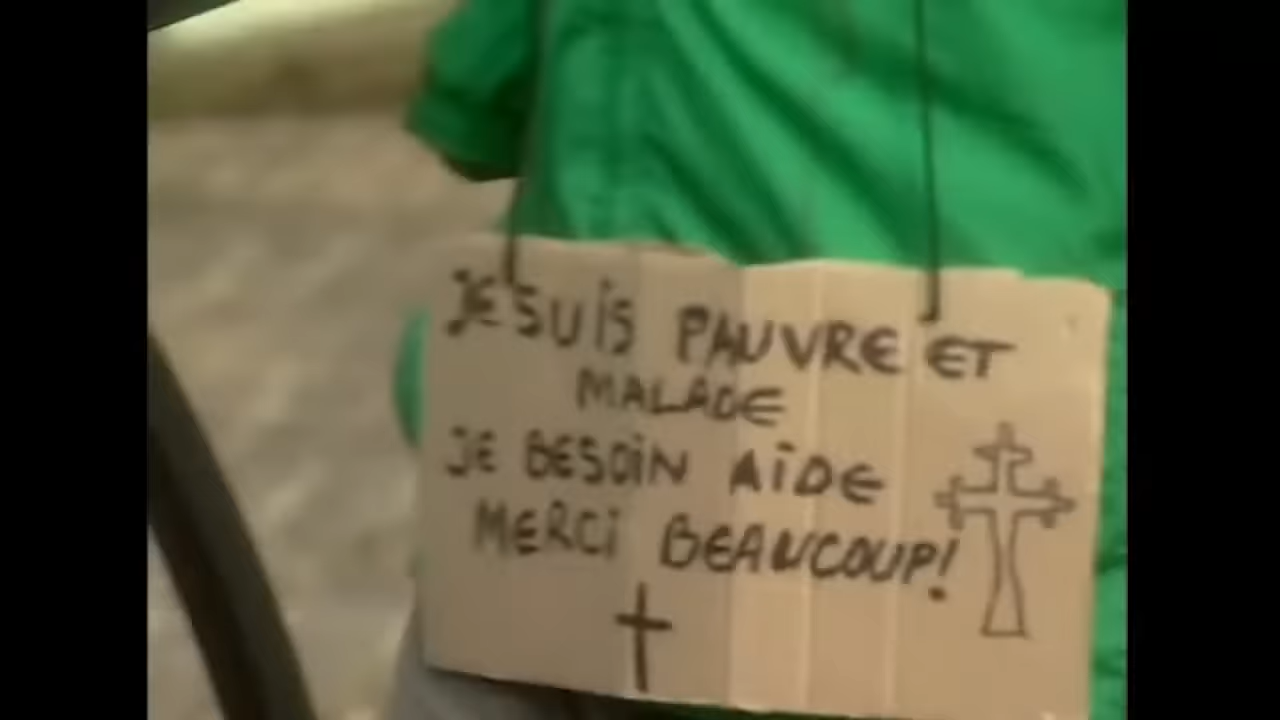 JE SUIS PAUVRE ET
MALADE
JE BESOIN AIDE
MERCI BEAUCOUP!